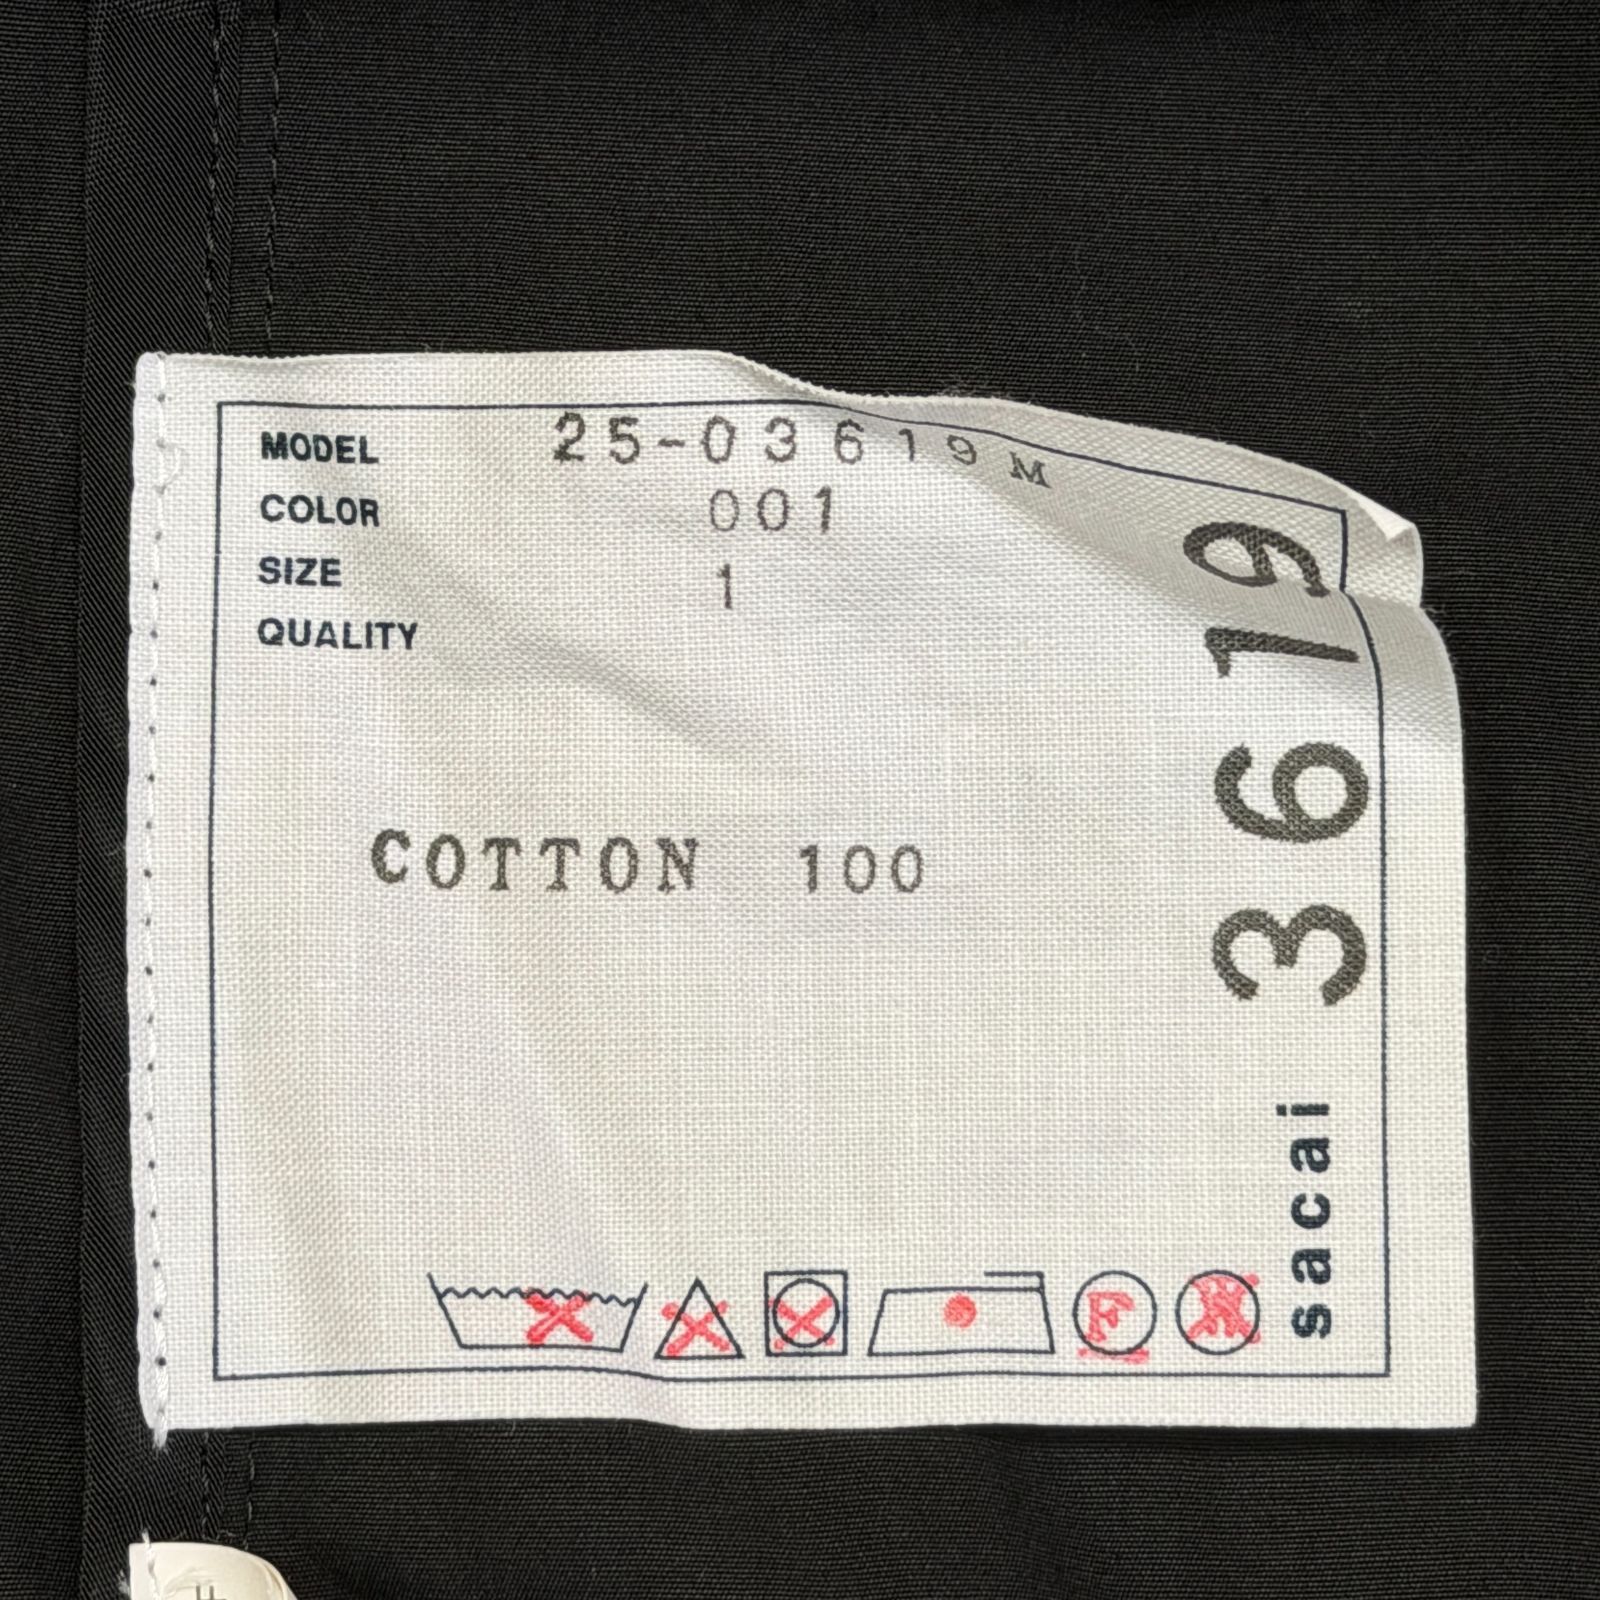 MODEL 25-03619M
COLOR 001
SIZE 1
QUALITY
COTTON 100
sacai 3619
F
W